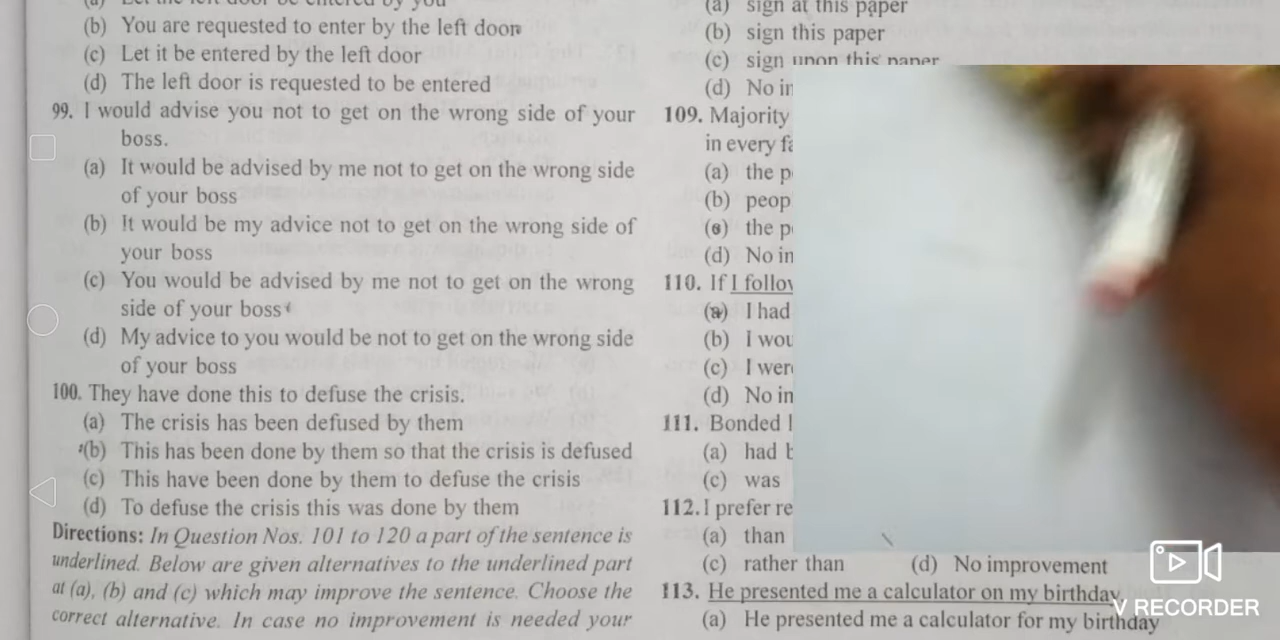 (b) You are requested to enter by the left door
(c) Let it be entered by the left door
(d) The left door is requested to be entered
99. I would advise you not to get on the wrong side of your
boss.
(a) It would be advised by me not to get on the wrong side
of your boss
(b) It would be my advice not to get on the wrong side of
your boss
(c) You would be advised by me not to get on the wrong
side of your boss
(d) My advice to you would be not to get on the wrong side
of your boss
100. They have done this to defuse the crisis.
(a) The crisis has been defused by them
(b) This has been done by them so that the crisis is defused
(c) This have been done by them to defuse the crisis
(d) To defuse the crisis this was done by them
Directions: In Question Nos. 101 to 120 a part of the sentence is
underlined. Below are given alternatives to the underlined part
at (a), (b) and (c) which may improve the sentence. Choose the
correct alternative. In case no improvement is needed your
(a) sign at this paper
(b) sign this paper
(c) sign upon this paper
(d) No
109. Majority
in every
(a) the
(b)
(c) the
(d) No
110. If I
(a) I had
(b) I
(c) I
(d) No
111. Bonded
(a) had
(c) was
112. I prefer
(a) than
(c) rather than (d) No improvement
113. He presented me a calculator on my birthday
(a) He presented me a calculator for my birthday
V RECORDER